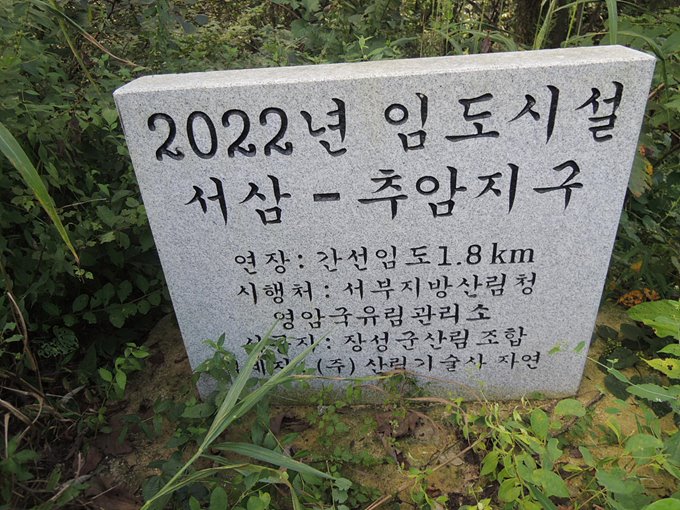 2022년 임도시설
서삼 - 추암지구
연장 : 간선임도 1.8 km
시행처 : 서부지방산림청
영암국유림관리소
장성군산림조합
(주) 산림기술사 자연